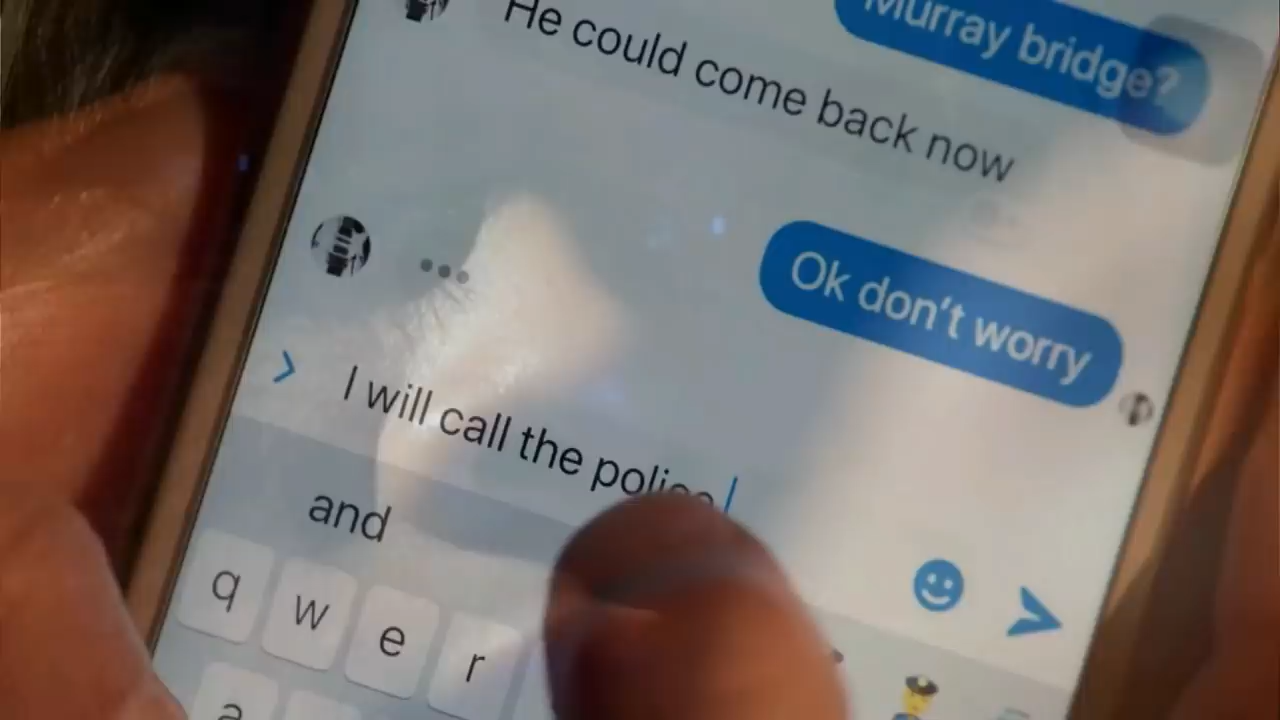 Murray bridge?
He could come back now
Ok don't worry
I will call the police
and
q w e r
a